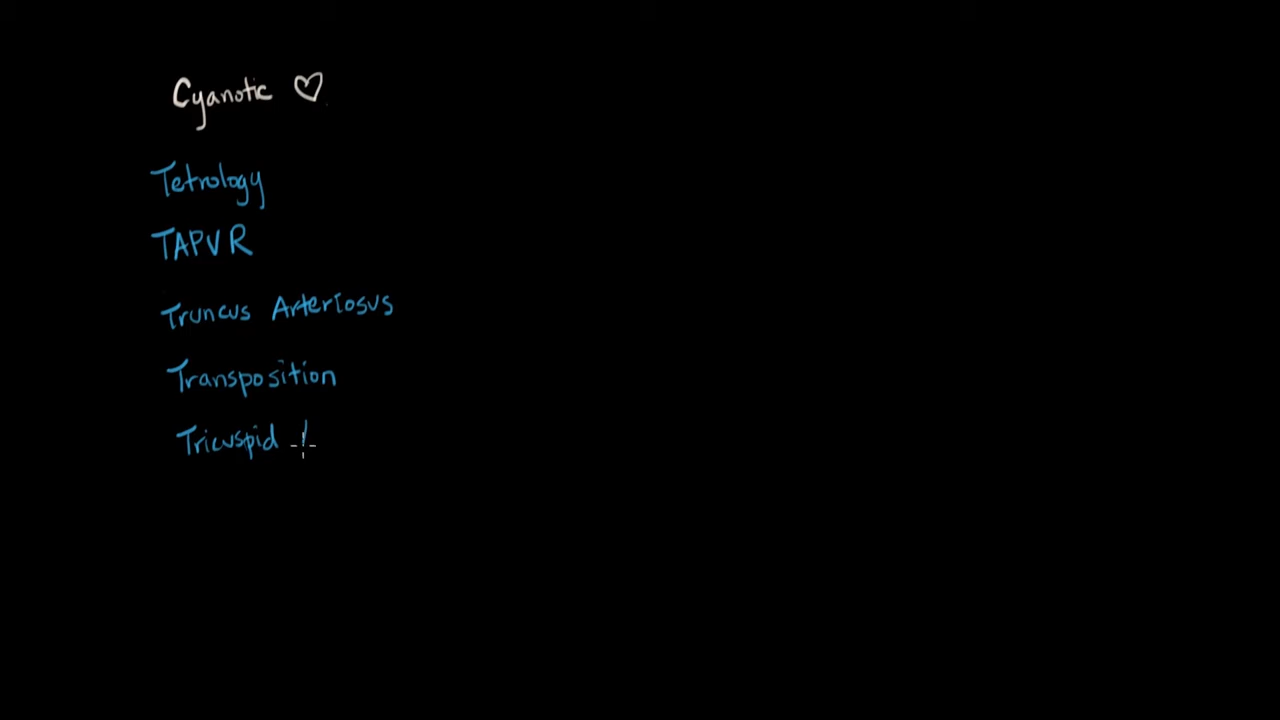 Cyanotic ♡
Tetrology
TAPVR
Truncus Arteriosus
Transposition
Tricuspid